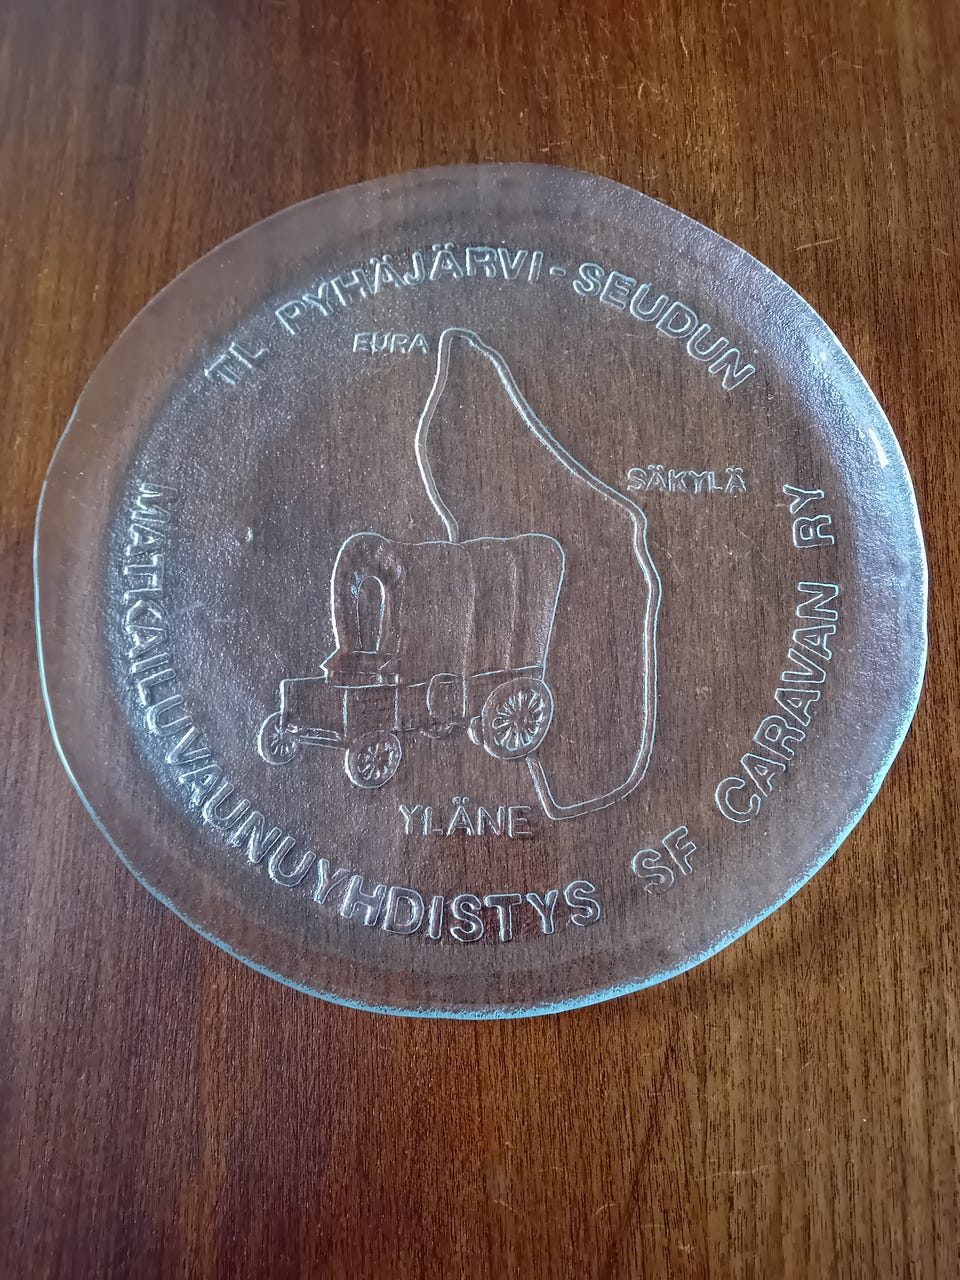 TL PYHÄJÄRVI-SEUDUN
EURA
SÄKYLÄ
YLÄNE
MATKAILUVAUNUYHDISTYS SF CARAVAN RY